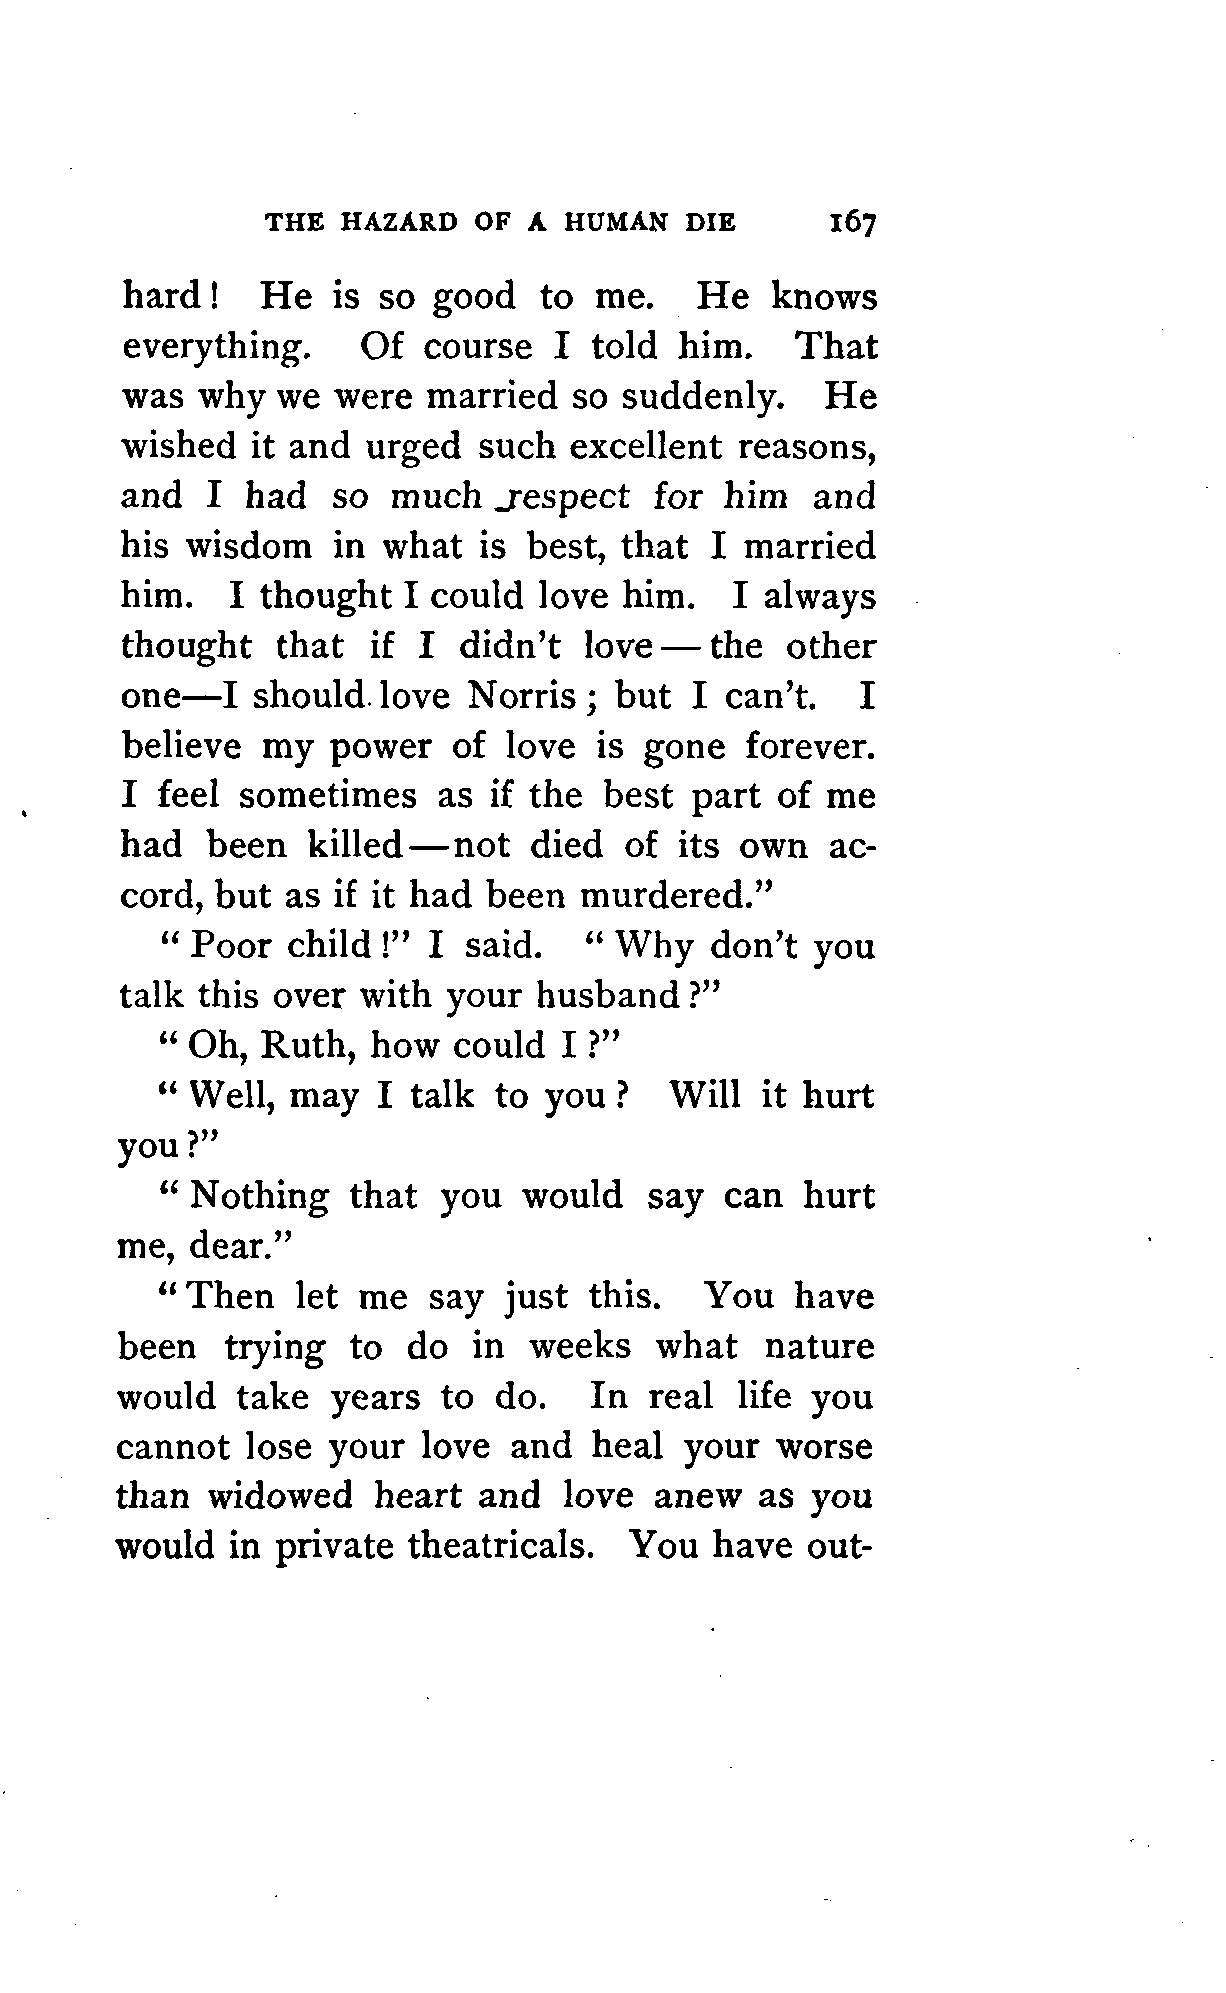 THE HAZARD OF A HUMAN DIE 167
hard! He is so good to me. He knows
everything. Of course I told him. That
was why we were married so suddenly. He
wished it and urged such excellent reasons,
and I had so much respect for him and
his wisdom in what is best, that I married
him. I thought I could love him. I always
thought that if I didn't love—the other
one—I should love Norris; but I can't. I
believe my power of love is gone forever.
I feel sometimes as if the best part of me
had been killed—not died of its own ac-
cord, but as if it had been murdered."
"Poor child!" I said. "Why don't you
talk this over with your husband?"
"Oh, Ruth, how could I?"
"Well, may I talk to you? Will it hurt
you?"
"Nothing that you would say can hurt
me, dear."
"Then let me say just this. You have
been trying to do in weeks what nature
would take years to do. In real life you
cannot lose your love and heal your worse
than widowed heart and love anew as you
would in private theatricals. You have out-